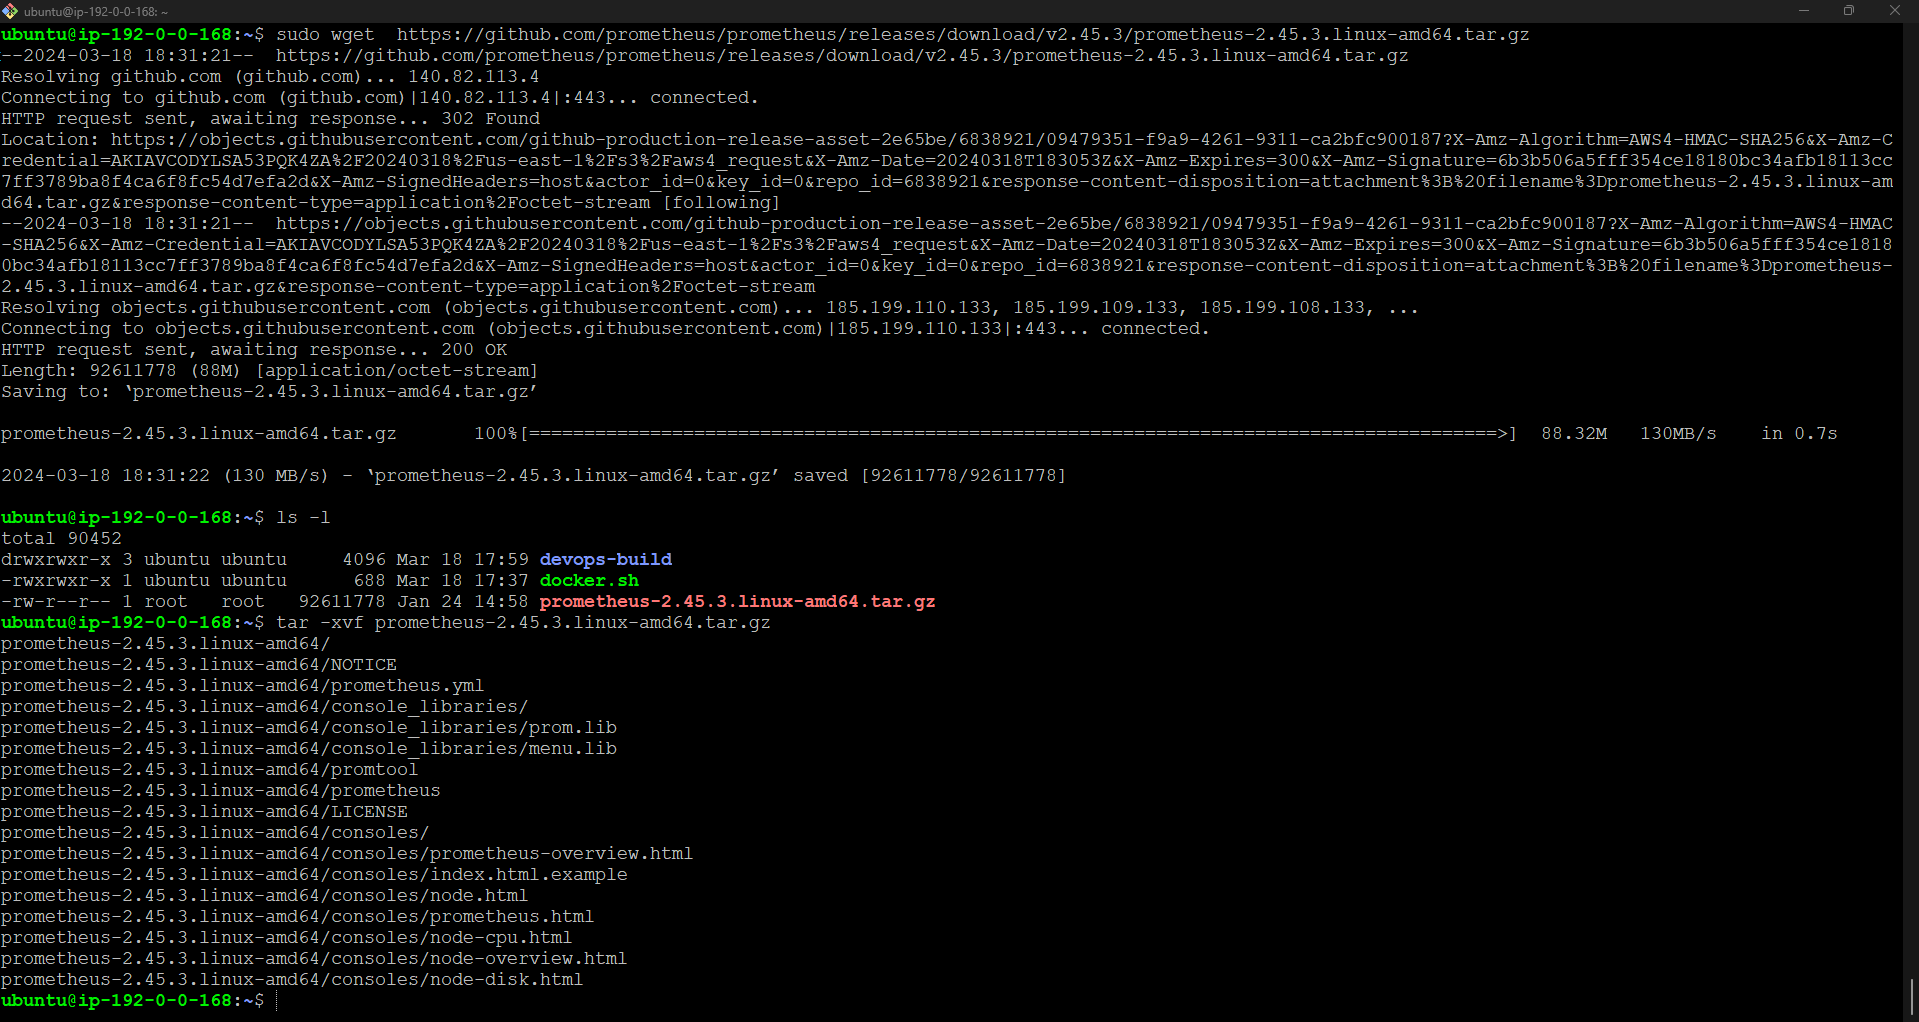 ubuntu@ip-192-0-0-168: ~
ubuntu@ip-192-0-0-168:~$ sudo wget  https://github.com/prometheus/prometheus/releases/download/v2.45.3/prometheus-2.45.3.linux-amd64.tar.gz
--2024-03-18 18:31:21--  https://github.com/prometheus/prometheus/releases/download/v2.45.3/prometheus-2.45.3.linux-amd64.tar.gz
Resolving github.com (github.com)... 140.82.113.4
Connecting to github.com (github.com)|140.82.113.4|:443... connected.
HTTP request sent, awaiting response... 302 Found
Location: https://objects.githubusercontent.com/github-production-release-asset-2e65be/6838921/09479351-f9a9-4261-9311-ca2bfc900187?X-Amz-Algorithm=AWS4-HMAC-SHA256&X-Amz-C
redential=AKIAVCODYLSA53PQK4ZA%2F20240318%2Fus-east-1%2Fs3%2Faws4_request&X-Amz-Date=20240318T183053Z&X-Amz-Expires=300&X-Amz-Signature=6b3b506a5fff354ce18180bc34afb18113cc
7ff3789ba8f4ca6f8fc54d7efa2d&X-Amz-SignedHeaders=host&actor_id=0&key_id=0&repo_id=6838921&response-content-disposition=attachment%3B%20filename%3Dprometheus-2.45.3.linux-am
d64.tar.gz&response-content-type=application%2Foctet-stream [following]
--2024-03-18 18:31:21--  https://objects.githubusercontent.com/github-production-release-asset-2e65be/6838921/09479351-f9a9-4261-9311-ca2bfc900187?X-Amz-Algorithm=AWS4-HMAC
-SHA256&X-Amz-Credential=AKIAVCODYLSA53PQK4ZA%2F20240318%2Fus-east-1%2Fs3%2Faws4_request&X-Amz-Date=20240318T183053Z&X-Amz-Expires=300&X-Amz-Signature=6b3b506a5fff354ce1818
0bc34afb18113cc7ff3789ba8f4ca6f8fc54d7efa2d&X-Amz-SignedHeaders=host&actor_id=0&key_id=0&repo_id=6838921&response-content-disposition=attachment%3B%20filename%3Dprometheus-
2.45.3.linux-amd64.tar.gz&response-content-type=application%2Foctet-stream
Resolving objects.githubusercontent.com (objects.githubusercontent.com)... 185.199.110.133, 185.199.109.133, 185.199.108.133, ...
Connecting to objects.githubusercontent.com (objects.githubusercontent.com)|185.199.110.133|:443... connected.
HTTP request sent, awaiting response... 200 OK
Length: 92611778 (88M) [application/octet-stream]
Saving to: ‘prometheus-2.45.3.linux-amd64.tar.gz’
prometheus-2.45.3.linux-amd64.tar.gz       100%[========================================================================================>]  88.32M   130MB/s    in 0.7s
2024-03-18 18:31:22 (130 MB/s) - ‘prometheus-2.45.3.linux-amd64.tar.gz’ saved [92611778/92611778]
ubuntu@ip-192-0-0-168:~$ ls -l
total 90452
drwxrwxr-x 3 ubuntu ubuntu     4096 Mar 18 17:59 devops-build
-rwxrwxr-x 1 ubuntu ubuntu      688 Mar 18 17:37 docker.sh
-rw-r--r-- 1 root   root   92611778 Jan 24 14:58 prometheus-2.45.3.linux-amd64.tar.gz
ubuntu@ip-192-0-0-168:~$ tar -xvf prometheus-2.45.3.linux-amd64.tar.gz
prometheus-2.45.3.linux-amd64/
prometheus-2.45.3.linux-amd64/NOTICE
prometheus-2.45.3.linux-amd64/prometheus.yml
prometheus-2.45.3.linux-amd64/console_libraries/
prometheus-2.45.3.linux-amd64/console_libraries/prom.lib
prometheus-2.45.3.linux-amd64/console_libraries/menu.lib
prometheus-2.45.3.linux-amd64/promtool
prometheus-2.45.3.linux-amd64/prometheus
prometheus-2.45.3.linux-amd64/LICENSE
prometheus-2.45.3.linux-amd64/consoles/
prometheus-2.45.3.linux-amd64/consoles/prometheus-overview.html
prometheus-2.45.3.linux-amd64/consoles/index.html.example
prometheus-2.45.3.linux-amd64/consoles/node.html
prometheus-2.45.3.linux-amd64/consoles/prometheus.html
prometheus-2.45.3.linux-amd64/consoles/node-cpu.html
prometheus-2.45.3.linux-amd64/consoles/node-overview.html
prometheus-2.45.3.linux-amd64/consoles/node-disk.html
ubuntu@ip-192-0-0-168:~$